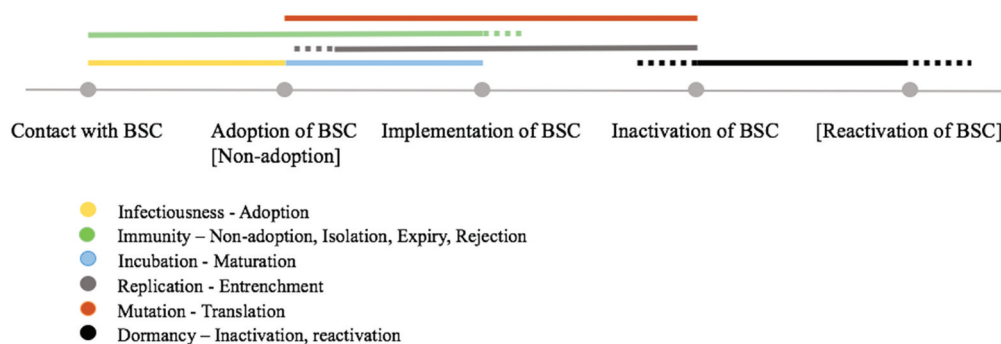 Contact with BSC
Adoption of BSC
[Non-adoption]
Implementation of BSC
Inactivation of BSC
[Reactivation of BSC]
Infectiousness - Adoption
Immunity – Non-adoption, Isolation, Expiry, Rejection
Incubation - Maturation
Replication - Entrenchment
Mutation - Translation
Dormancy – Inactivation, reactivation